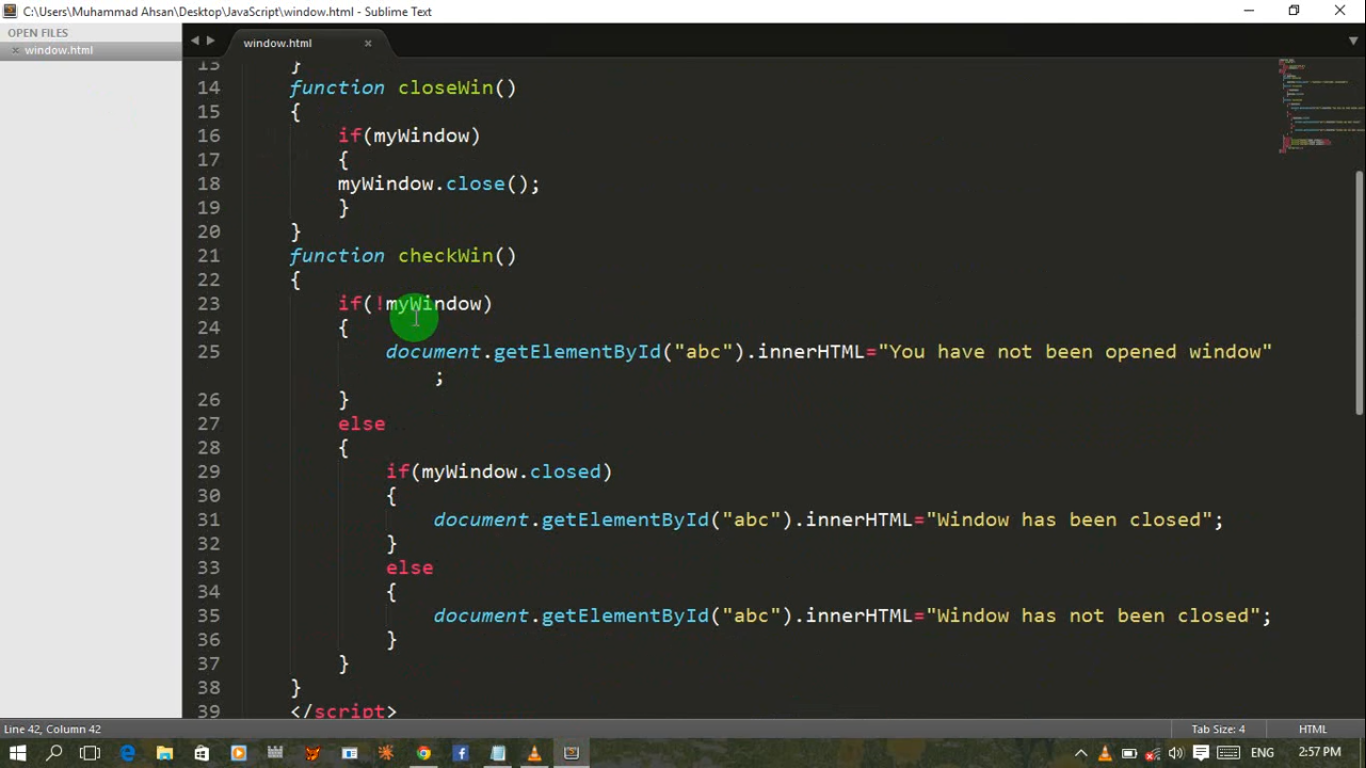 C:\Users\Muhammad Ahsan\Desktop\JavaScript\window.html - Sublime Text
OPEN FILES
window.html
window.html
13 }
14 function closeWin()
15 {
16 if(myWindow)
17 {
18 myWindow.close();
19 }
20 }
21 function checkWin()
22 {
23 if(!myWindow)
24 {
25 document.getElementById("abc").innerHTML="You have not been opened window"
;
26 }
27 else
28 {
29 if(myWindow.closed)
30 {
31 document.getElementById("abc").innerHTML="Window has been closed";
32 }
33 else
34 {
35 document.getElementById("abc").innerHTML="Window has not been closed";
36 }
37 }
38 }
39 </script>
Line 42, Column 42
Tab Size: 4
HTML
ENG
2:57 PM